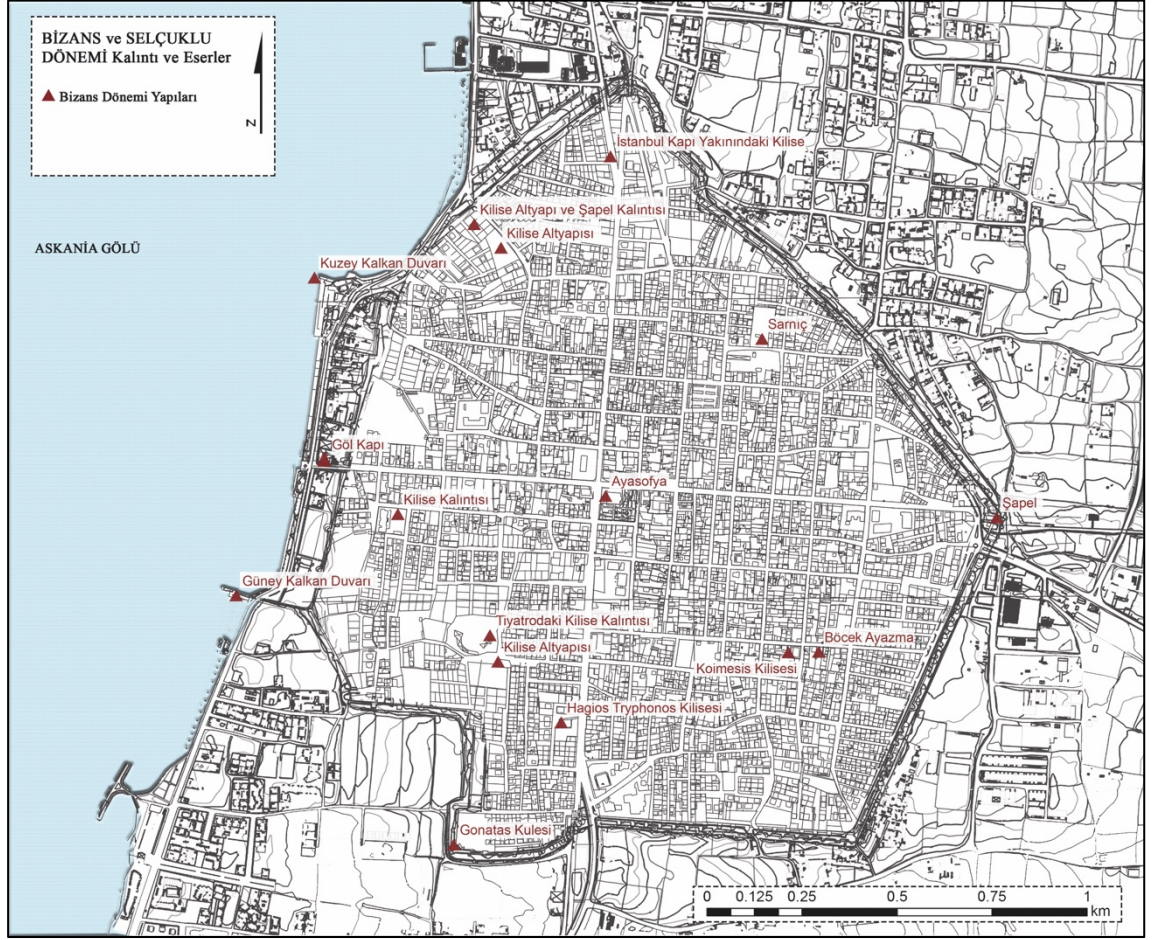 BİZANS ve SELÇUKLU
DÖNEMİ Kalıntı ve Eserler
Bizans Dönemi Yapıları
N
İstanbul Kapı Yakınındaki Kilise
Kilise Altyapı ve Şapel Kalıntısı
Kilise Altyapısı
ASKANİA GÖLÜ
Kuzey Kalkan Duvarı
Sarnıç
Göl Kapı
Ayasofya
Kilise Kalıntısı
Şapel
Güney Kalkan Duvarı
Tiyatrodaki Kilise Kalıntısı
Böcek Ayazma
Kilise Altyapısı
Koimesis Kilisesi
Hagios Tryphonos Kilisesi
Gonatas Kulesi
0 0.125 0.25 0.5 0.75 1
km